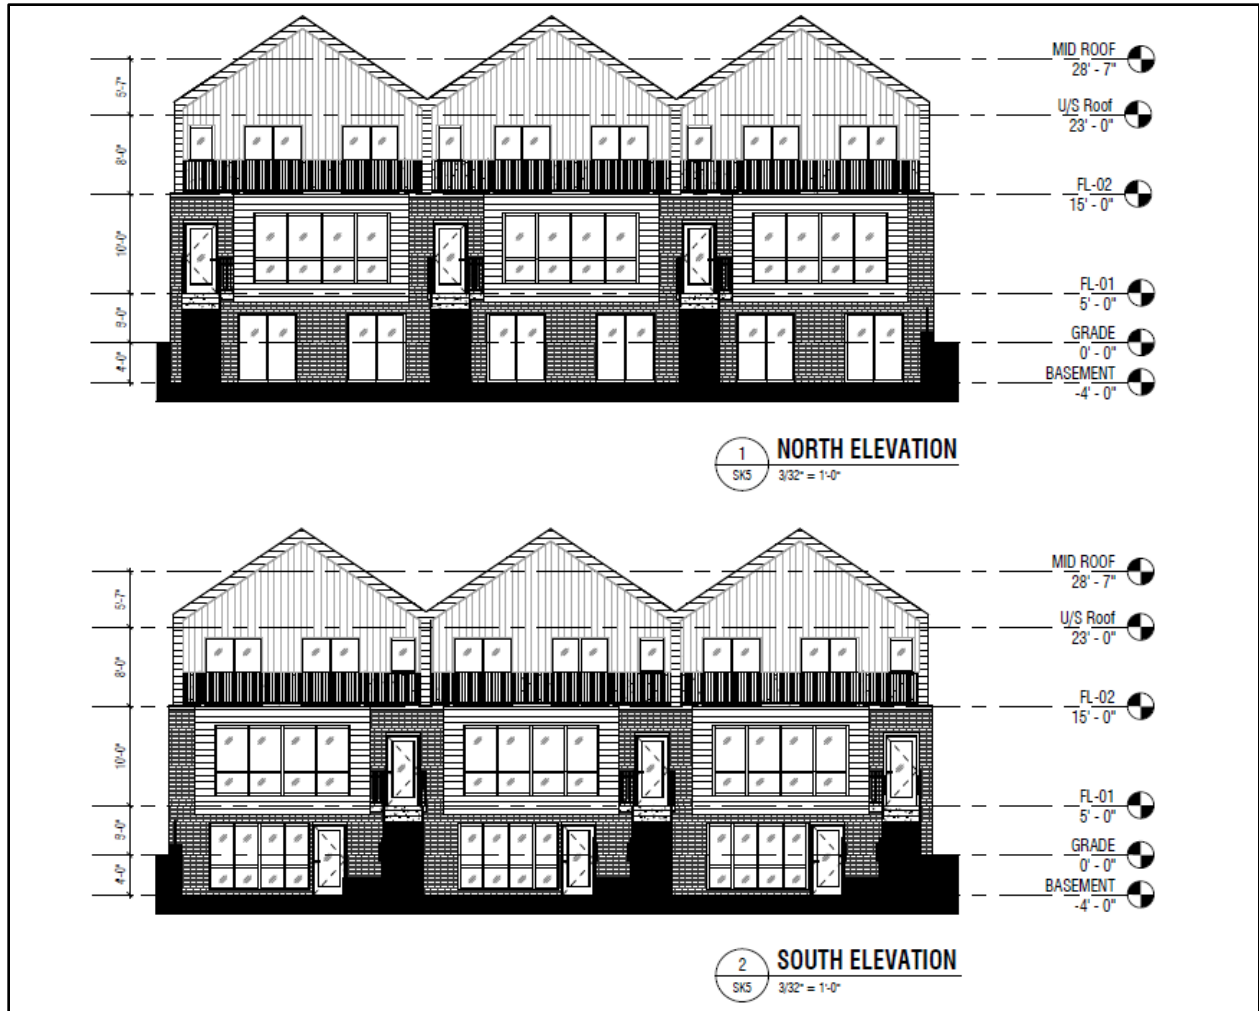 MID ROOF
28' - 7"
5'-7"
U/S Roof
23' - 0"
8'-0"
FL-02
15' - 0"
10'-0"
FL-01
5' - 0"
5'-0"
GRADE
0' - 0"
4'-0"
BASEMENT
-4' - 0"
1
SK5
NORTH ELEVATION
3/32" = 1'-0"
MID ROOF
28' - 7"
5'-7"
U/S Roof
23' - 0"
8'-0"
FL-02
15' - 0"
10'-0"
FL-01
5' - 0"
5'-0"
GRADE
0' - 0"
4'-0"
BASEMENT
-4' - 0"
2
SK5
SOUTH ELEVATION
3/32" = 1'-0"